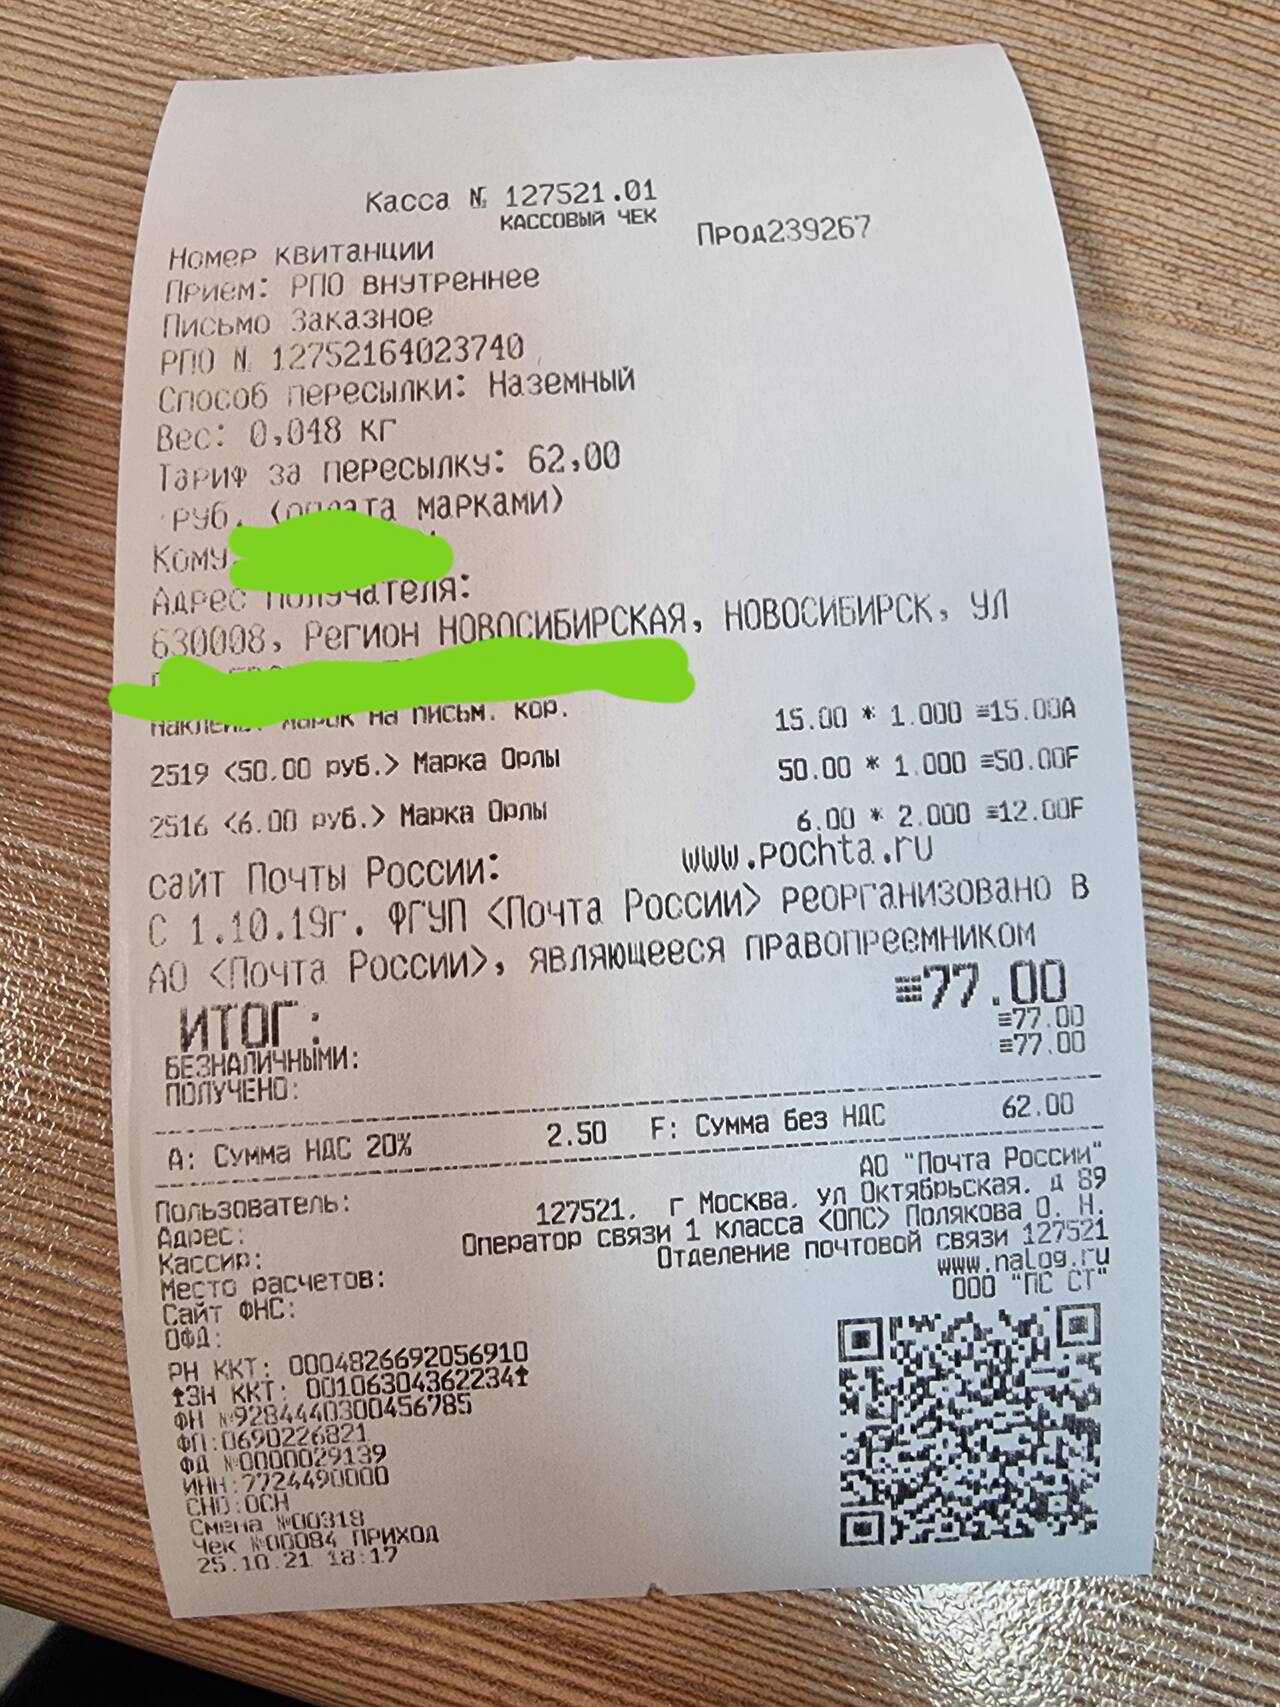 Касса № 127521.01
КАССОВЫЙ ЧЕК
Номер квитанции Прод239267
Прием: РПО внутреннее
Письмо Заказное
РПО № 12752164023740
Способ пересылки: Наземный
Вес: 0,048 кг
Тариф за пересылку: 62,00
руб. (оплата марками)
Кому
Адрес получателя:
630008, Регион НОВОСИБИРСКАЯ, НОВОСИБИРСК, УЛ
марок на письм. кор. 15.00 * 1.000 ≡15.00А
2519 <50.00 руб.> Марка Орлы 50.00 * 1.000 ≡50.00F
2516 <6.00 руб.> Марка Орлы 6.00 * 2.000 ≡12.00F
сайт Почты России: www.pochta.ru
С 1.10.19г. ФГУП <Почта России> реорганизовано в
АО <Почта России>, являющееся правопреемником
ИТОГ: ≡77.00
БЕЗНАЛИЧНЫМИ: ≡77.00
ПОЛУЧЕНО: ≡77.00
А: Сумма НДС 20% 2.50 F: Сумма без НДС 62.00
Пользователь: АО "Почта России"
Адрес: 127521, г Москва, ул Октябрьская, д 89
Кассир: Оператор связи 1 класса <ОПС> Полякова О. Н.
Место расчетов: Отделение почтовой связи 127521
Сайт ФНС: www.nalog.ru
ОФД: ООО "ПС СТ"
РН ККТ: 0004826692056910
↑ЗН ККТ: 00106304362234↑
ФН №9284440300456785
ФП:0690226821
ФД №0000029139
ИНН:7724490000
СНО:ОСН
Смена №00318
Чек №00084 ПРИХОД
25.10.21 18:17